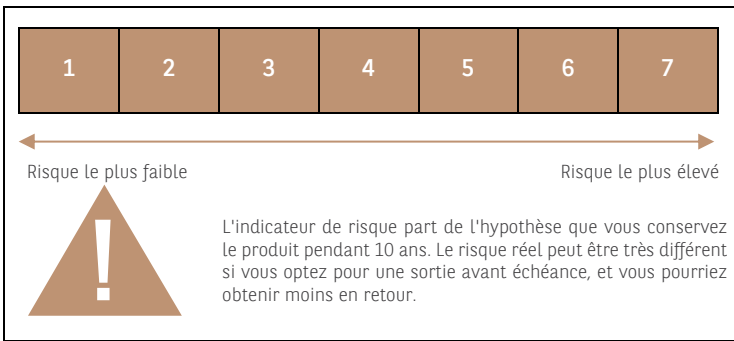 1 2 3 4 5 6 7
Risque le plus faible Risque le plus élevé
!
L'indicateur de risque part de l'hypothèse que vous conservez
le produit pendant 10 ans. Le risque réel peut être très différent
si vous optez pour une sortie avant échéance, et vous pourriez
obtenir moins en retour.